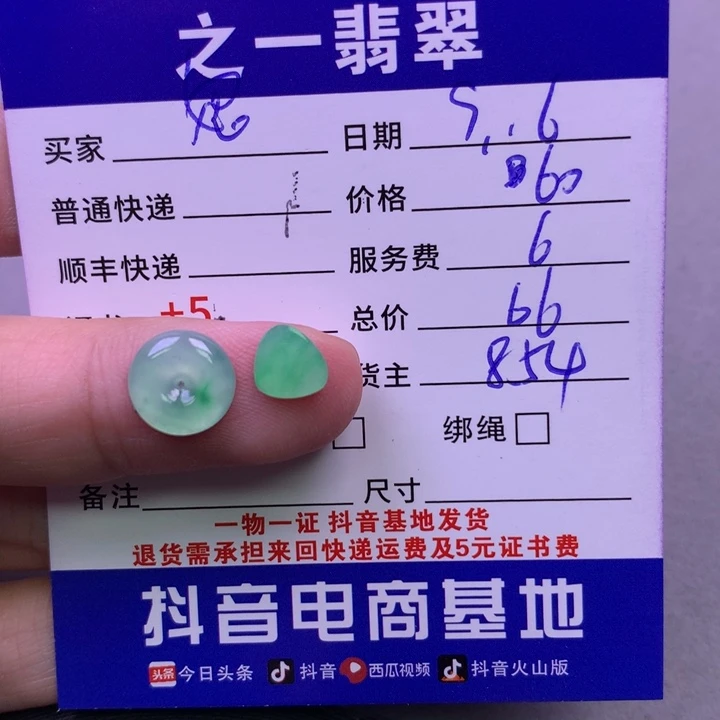 之一翡翠
买家 日期 5.16
普通快递 价格 60
顺丰快递 服务费 6
+5 总价 66
货主 854
绑绳
备注 尺寸
一物一证 抖音基地发货
退货需承担来回快递运费及5元证书费
抖音电商基地
头条 今日头条 抖音 西瓜视频 抖音火山版